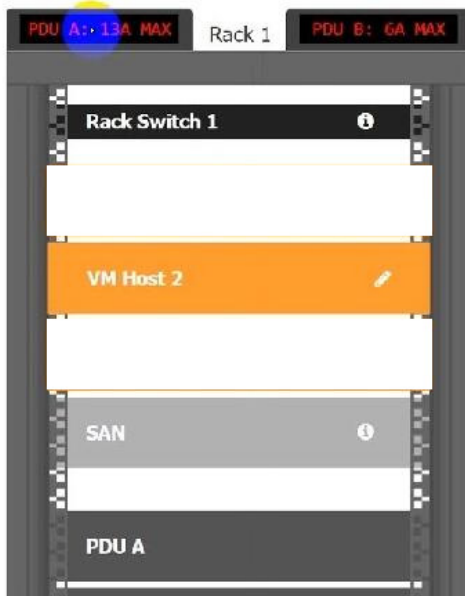 PDU A: 13A MAX
Rack 1
PDU B: 6A MAX
Rack Switch 1
VM Host 2
SAN
PDU A